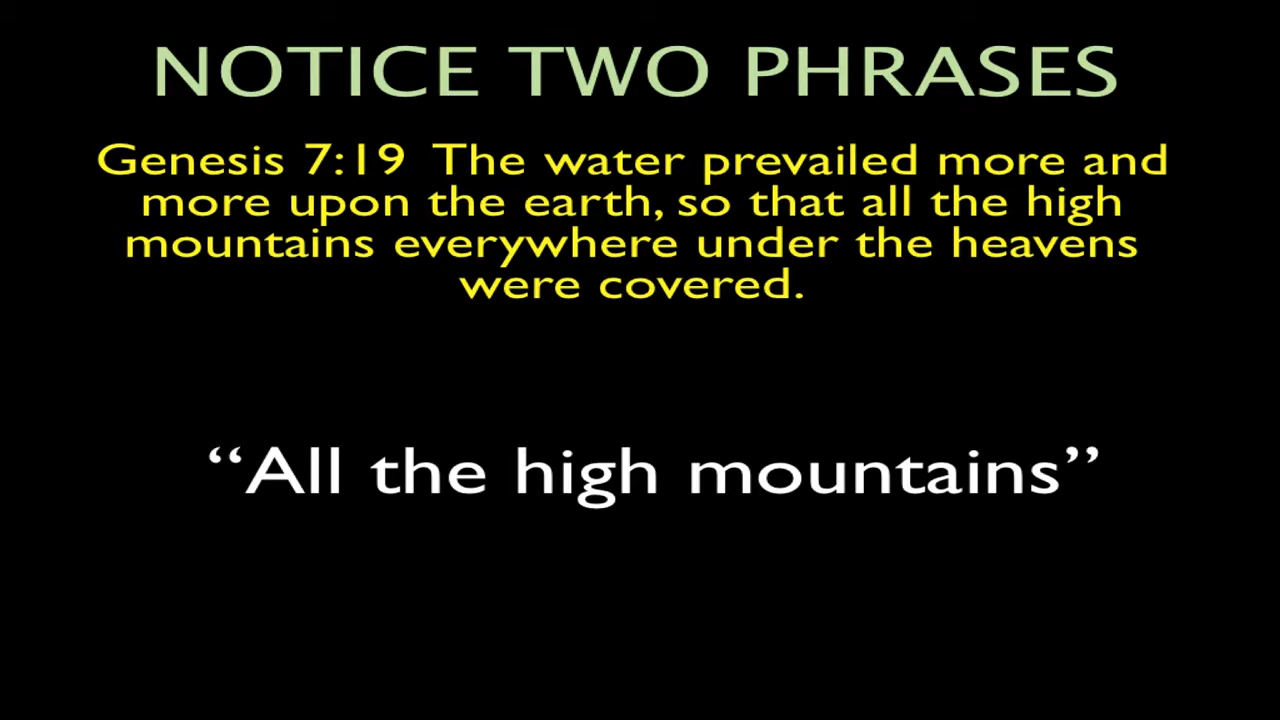 NOTICE TWO PHRASES
Genesis 7:19 The water prevailed more and
more upon the earth, so that all the high
mountains everywhere under the heavens
were covered.
“All the high mountains”